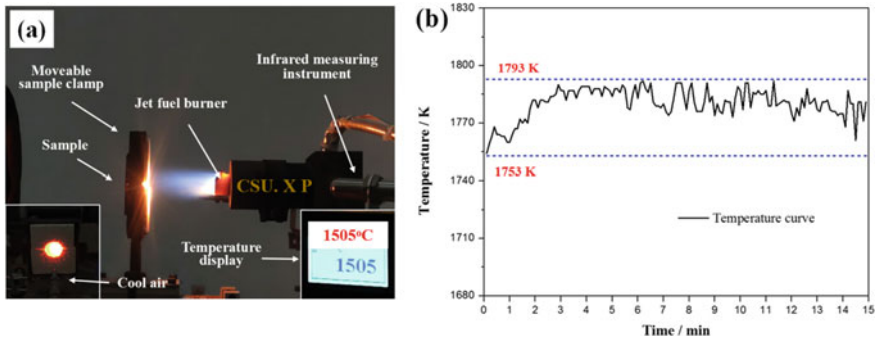 (a)
Moveable
sample clamp
Infrared measuring
instrument
Jet fuel burner
Sample
CSU. X P
1505°C
1505
Temperature
display
Cool air
(b)
1830
1800
1770
1740
1710
1680
Temperature / K
1793 K
1753 K
Temperature curve
0 1 2 3 4 5 6 7 8 9 10 11 12 13 14 15
Time / min